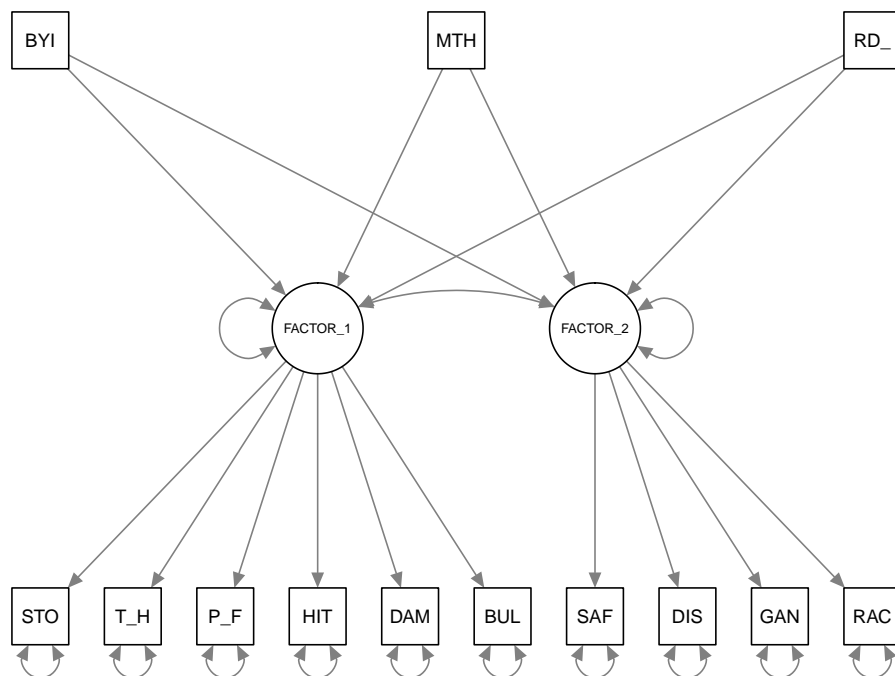 BYI
MTH
RD_
FACTOR_1
FACTOR_2
STO
T_H
P_F
HIT
DAM
BUL
SAF
DIS
GAN
RAC